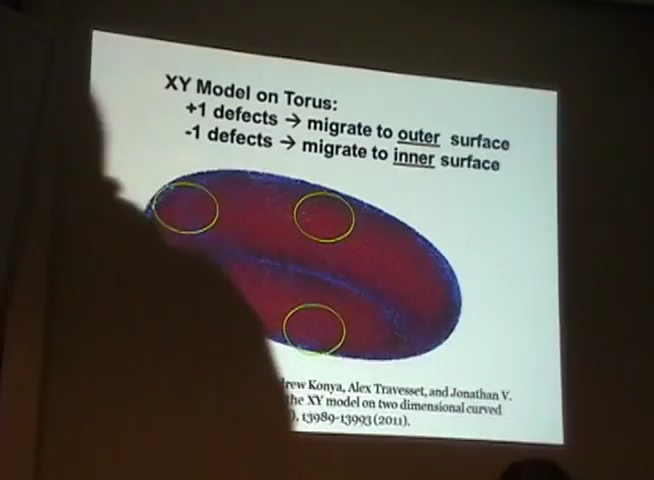 XY Model on Torus:
+1 defects → migrate to outer surface
-1 defects → migrate to inner surface
rew Konya, Alex Travesset, and Jonathan V.
he XY model on two dimensional curved
), 13989-13993 (2011).